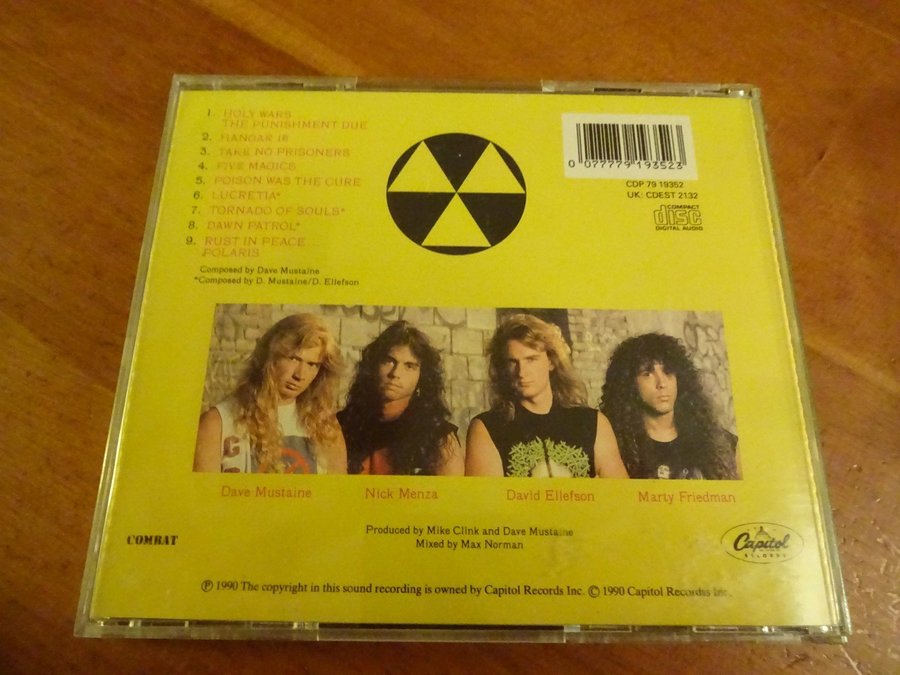 1. HOLY WARS...
THE PUNISHMENT DUE
2. HANGAR 18
3. TAKE NO PRISONERS
4. FIVE MAGICS
5. POISON WAS THE CURE
6. LUCRETIA*
7. TORNADO OF SOULS*
8. DAWN PATROL*
9. RUST IN PEACE...
POLARIS
Composed by Dave Mustaine
*Composed by D. Mustaine/D. Ellefson
0 077779 193523
CDP 79 19352
UK: CDEST 2132
COMPACT
disc
DIGITAL AUDIO
Dave Mustaine Nick Menza David Ellefson Marty Friedman
Produced by Mike Clink and Dave Mustaine
Mixed by Max Norman
COMBAT
Capitol
RECORDS
℗ 1990 The copyright in this sound recording is owned by Capitol Records Inc. © 1990 Capitol Recordss Inc.